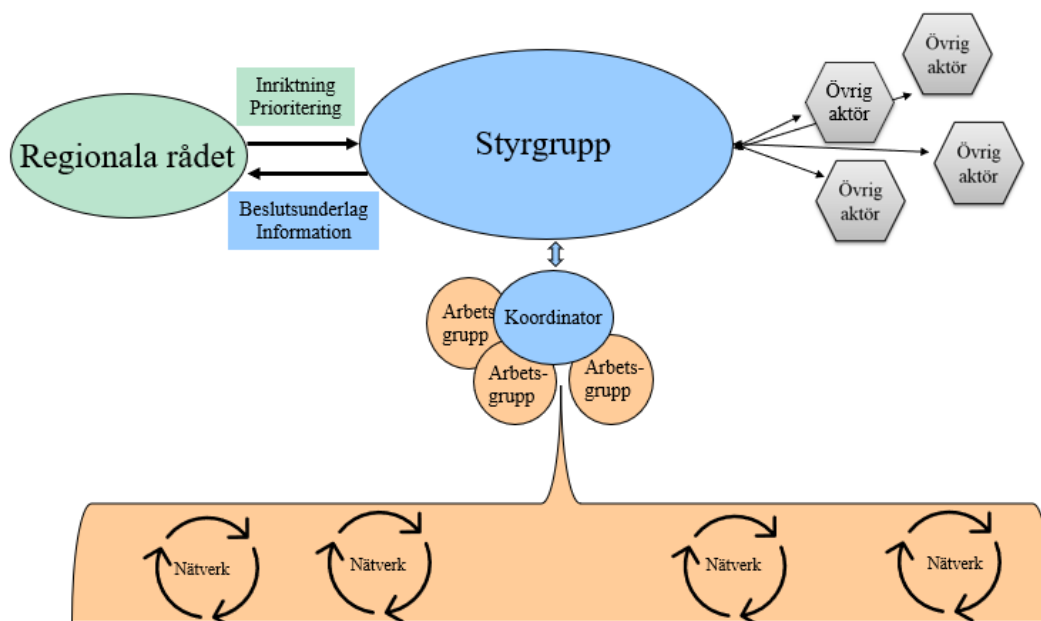 Inriktning
Prioritering
Regionala rådet
Beslutsunderlag
Information
Styrgrupp
Övrig
aktör
Övrig
aktör
Övrig
aktör
Övrig
aktör
Koordinator
Arbets
grupp
Arbets-
grupp
Arbets-
grupp
Nätverk
Nätverk
Nätverk
Nätverk